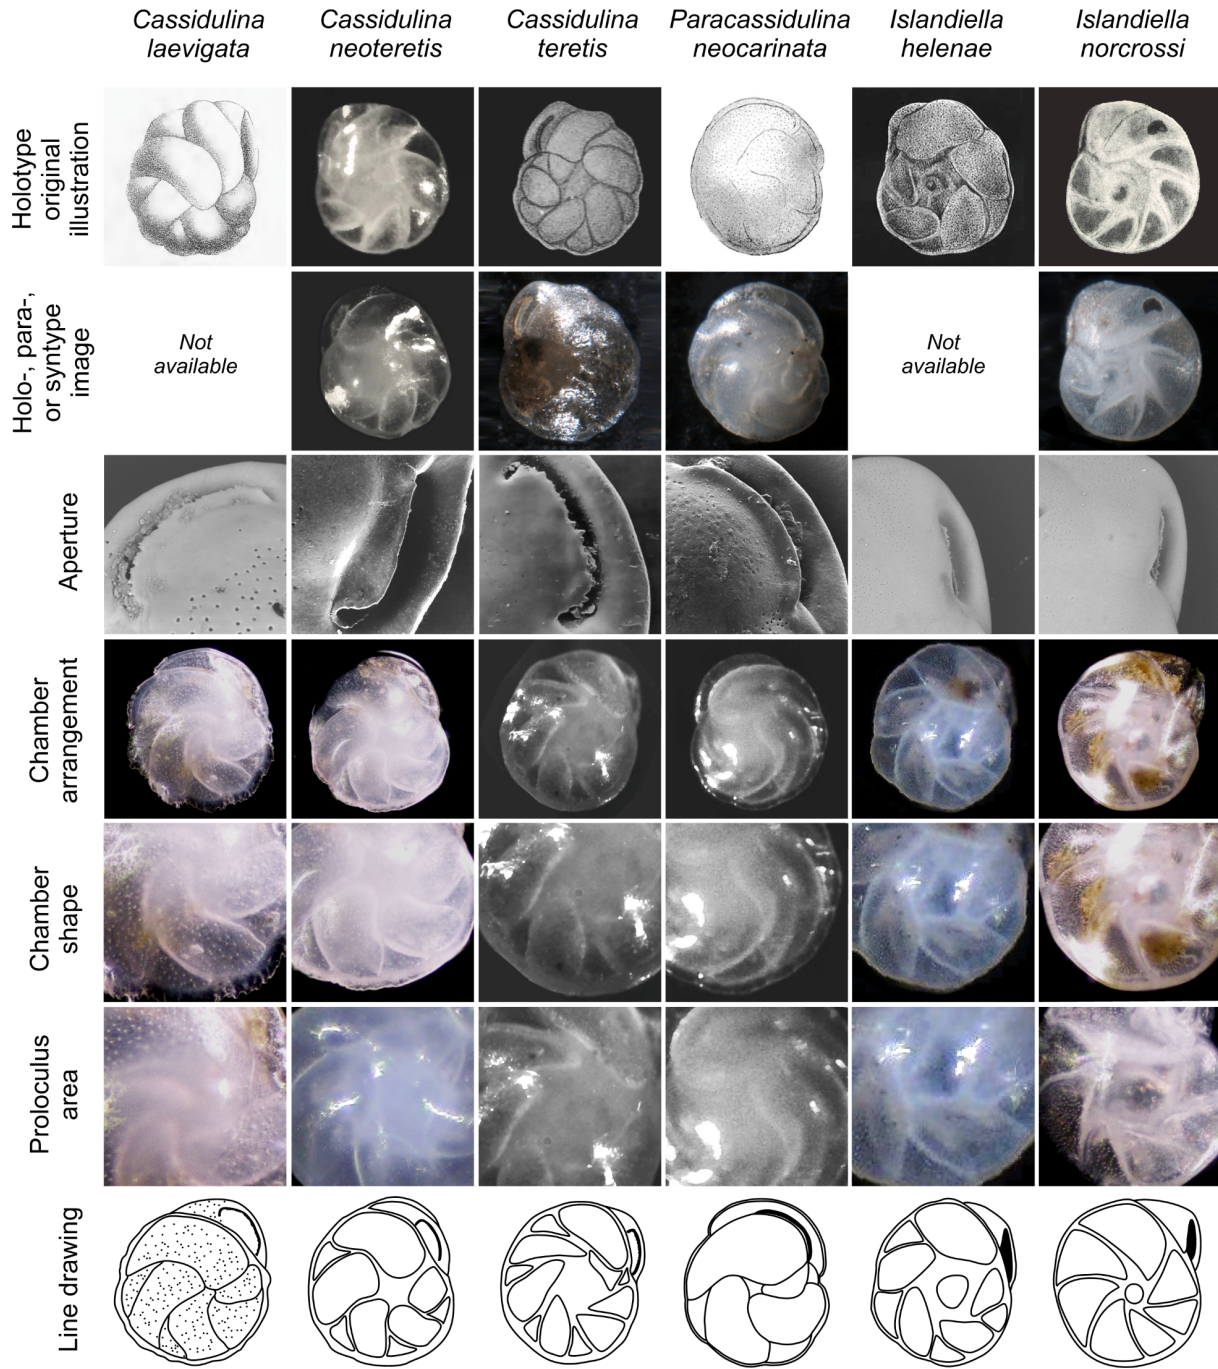 Cassidulina
laevigata
Cassidulina
neoteretis
Cassidulina
teretis
Paracassidulina
neocarinata
Islandiella
helenae
Islandiella
norcrossi
Holotype
original
illustration
Holo-, para-,
or syntype
image
Not
available
Not
available
Aperture
Chamber
arrangement
Chamber
shape
Proloculus
area
Line drawing